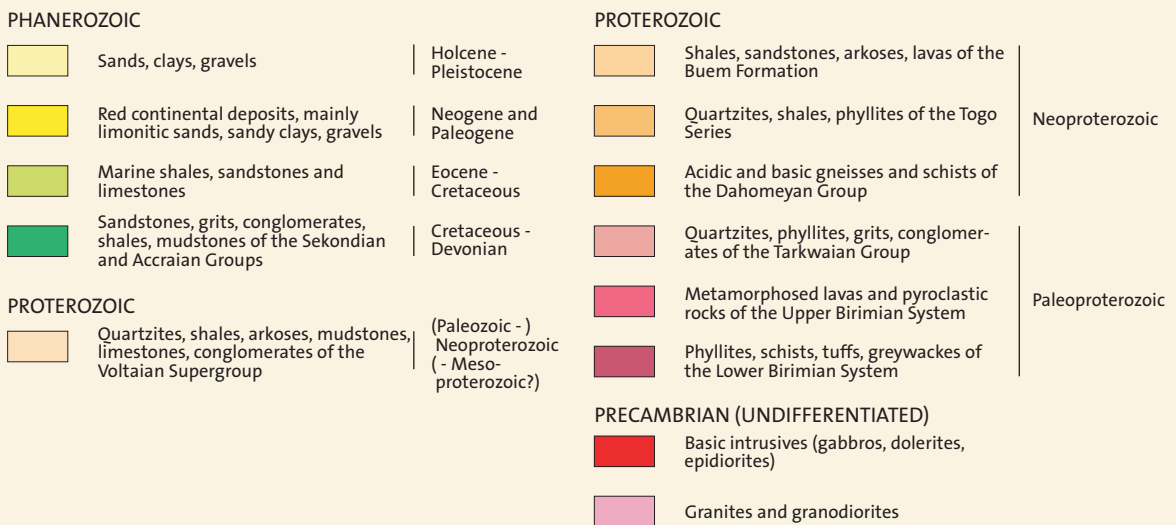 PHANEROZOIC
Sands, clays, gravels
Holcene -
Pleistocene
Red continental deposits, mainly
limonitic sands, sandy clays, gravels
Neogene and
Paleogene
Marine shales, sandstones and
limestones
Eocene -
Cretaceous
Sandstones, grits, conglomerates,
shales, mudstones of the Sekondian
and Accraian Groups
Cretaceous -
Devonian
PROTEROZOIC
Quartzites, shales, arkoses, mudstones,
limestones, conglomerates of the
Voltaian Supergroup
(Paleozoic - )
Neoproterozoic
( - Meso-
proterozoic?)
PROTEROZOIC
Shales, sandstones, arkoses, lavas of the
Buem Formation
Quartzites, shales, phyllites of the Togo
Series
Acidic and basic gneisses and schists of
the Dahomeyan Group
Neoproterozoic
Quartzites, phyllites, grits, conglomer-
ates of the Tarkwaian Group
Metamorphosed lavas and pyroclastic
rocks of the Upper Birimian System
Phyllites, schists, tuffs, greywackes of
the Lower Birimian System
Paleoproterozoic
PRECAMBRIAN (UNDIFFERENTIATED)
Basic intrusives (gabbros, dolerites,
epidiorites)
Granites and granodiorites